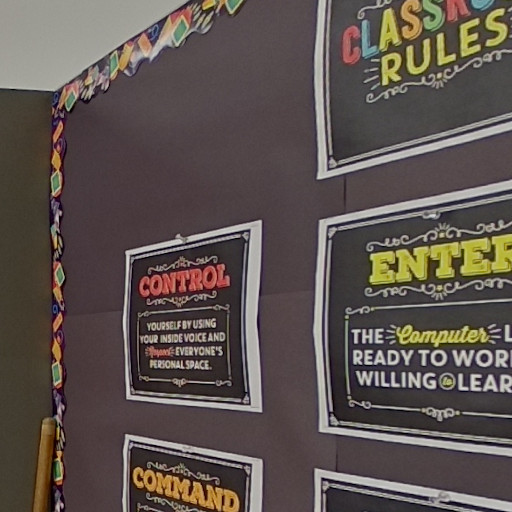 RULES
CONTROL
YOURSELF BY USING
YOUR INSIDE VOICE AND
Respect EVERYONE'S
PERSONAL SPACE.
ENTER
THE Computer
READY TO WOR
WILLING to LEAR
COMMAND